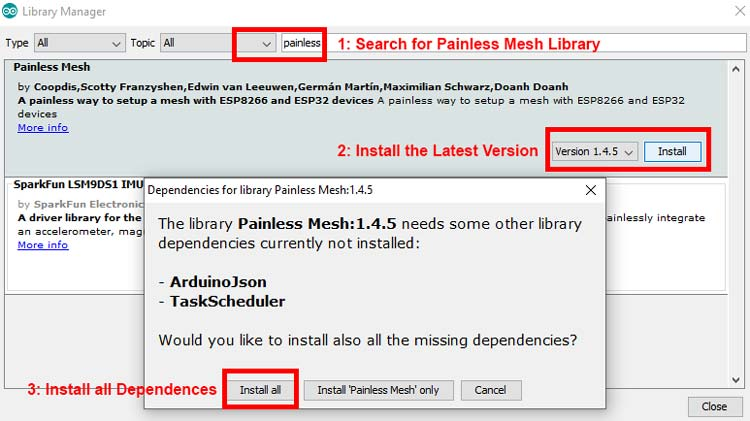 Library Manager
Type All Topic All painless 1: Search for Painless Mesh Library
Painless Mesh
by Coopdis,Scotty Franzyshen,Edwin van Leeuwen,Germán Martín,Maximilian Schwarz,Doanh Doanh
A painless way to setup a mesh with ESP8266 and ESP32 devices A painless way to setup a mesh with ESP8266 and ESP32
devices
More info
2: Install the Latest Version Version 1.4.5 Install
SparkFun LSM9DS1 IMU
by SparkFun Electronic
A driver library for the
ainlessly integrate
an accelerometer, mag
More info
Dependencies for library Painless Mesh:1.4.5
The library Painless Mesh:1.4.5 needs some other library
dependencies currently not installed:
- ArduinoJson
- TaskScheduler
Would you like to install also all the missing dependencies?
3: Install all Dependences Install all Install 'Painless Mesh' only Cancel
Close